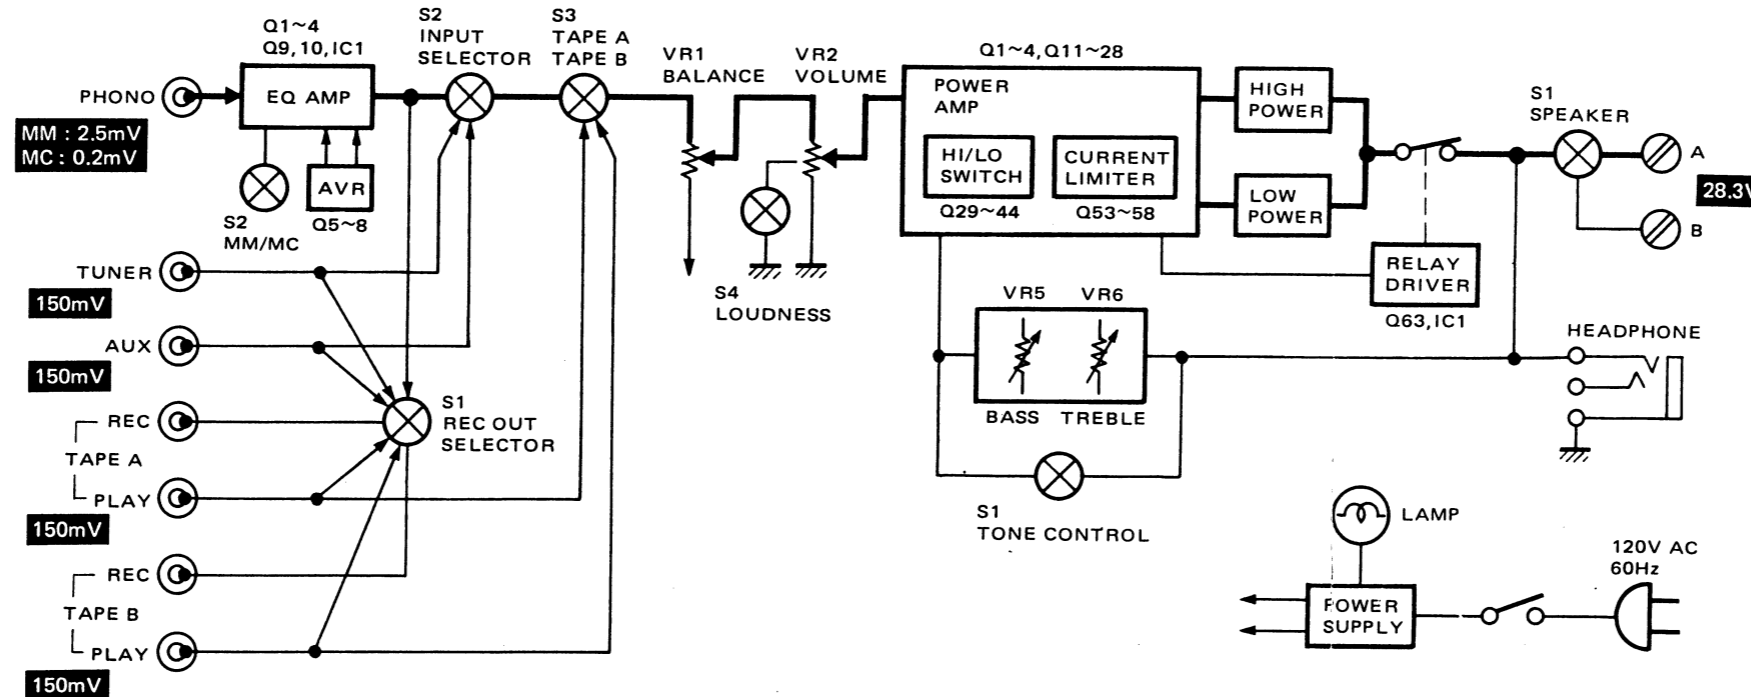 Q1~4
Q9, 10, IC1
S2
INPUT
SELECTOR
S3
TAPE A
TAPE B
VR1
BALANCE
VR2
VOLUME
Q1~4, Q11~28
PHONO
EQ AMP
MM : 2.5mV
MC : 0.2mV
AVR
Q5~8
S2
MM/MC
POWER
AMP
HI/LO
SWITCH
Q29~44
CURRENT
LIMITER
Q53~58
HIGH
POWER
LOW
POWER
S1
SPEAKER
A
28.3V
B
RELAY
DRIVER
Q63, IC1
TUNER
150mV
S4
LOUDNESS
VR5
VR6
BASS
TREBLE
HEADPHONE
AUX
150mV
S1
REC OUT
SELECTOR
REC
TAPE A
PLAY
150mV
S1
TONE CONTROL
LAMP
REC
TAPE B
PLAY
150mV
POWER
SUPPLY
120V AC
60Hz